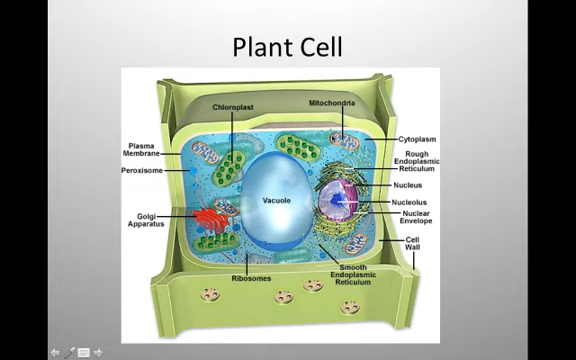 Plant Cell
Chloroplast
Mitochondria
Cytoplasm
Plasma
Membrane
Rough
Endoplasmic
Reticulum
Peroxisome
Nucleus
Vacuole
Nucleolus
Golgi
Apparatus
Nuclear
Envelope
Cell
Wall
Ribosomes
Smooth
Endoplasmic
Reticulum